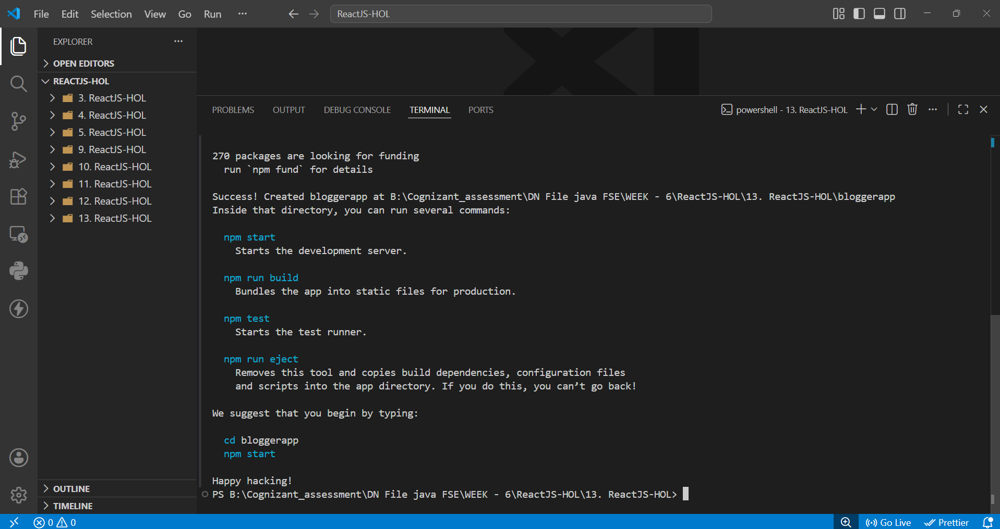 File Edit Selection View Go Run ··· ReactJS-HOL
EXPLORER ···
OPEN EDITORS
REACTJS-HOL
3. ReactJS-HOL
4. ReactJS-HOL
5. ReactJS-HOL
9. ReactJS-HOL
10. ReactJS-HOL
11. ReactJS-HOL
12. ReactJS-HOL
13. ReactJS-HOL
OUTLINE
TIMELINE
PROBLEMS OUTPUT DEBUG CONSOLE TERMINAL PORTS powershell - 13. ReactJS-HOL
270 packages are looking for funding
run `npm fund` for details
Success! Created bloggerapp at B:\Cognizant_assessment\DN File java FSE\WEEK - 6\ReactJS-HOL\13. ReactJS-HOL\bloggerapp
Inside that directory, you can run several commands:
npm start
Starts the development server.
npm run build
Bundles the app into static files for production.
npm test
Starts the test runner.
npm run eject
Removes this tool and copies build dependencies, configuration files
and scripts into the app directory. If you do this, you can’t go back!
We suggest that you begin by typing:
cd bloggerapp
npm start
Happy hacking!
PS B:\Cognizant_assessment\DN File java FSE\WEEK - 6\ReactJS-HOL\13. ReactJS-HOL>
0 0 Go Live Prettier